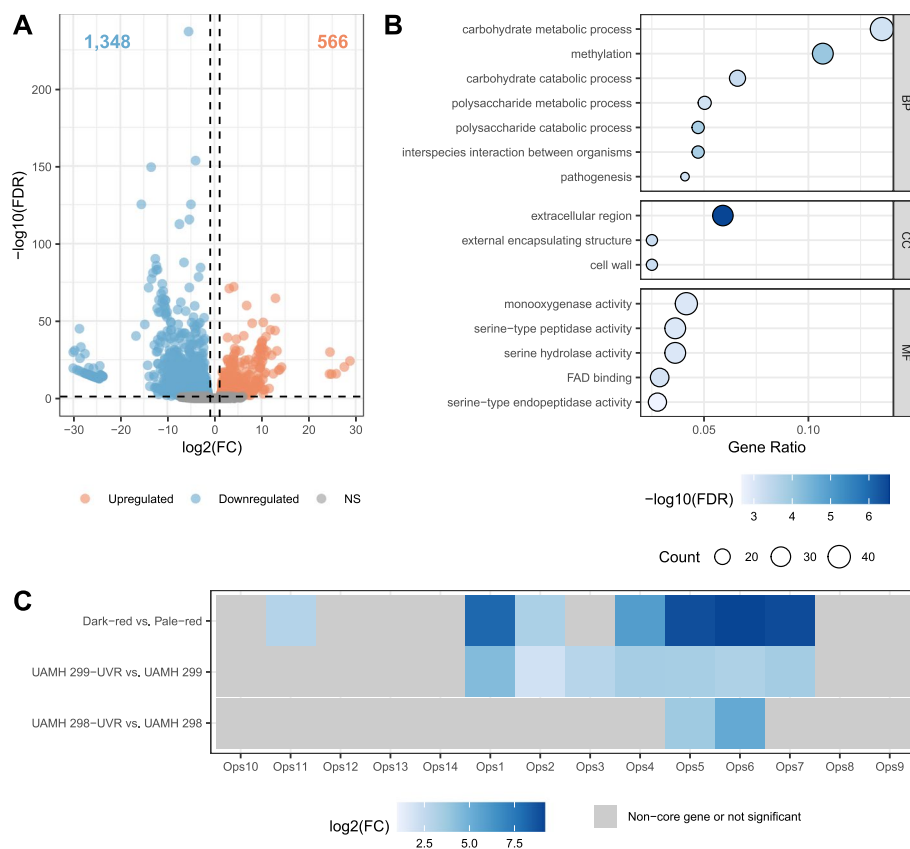 A
1,348
566
200
150
100
50
0
−log10(FDR)
−30
−20
−10
0
10
20
30
log2(FC)
Upregulated
Downregulated
NS
B
carbohydrate metabolic process
methylation
carbohydrate catabolic process
polysaccharide metabolic process
polysaccharide catabolic process
interspecies interaction between organisms
pathogenesis
BP
extracellular region
external encapsulating structure
cell wall
CC
monooxygenase activity
serine−type peptidase activity
serine hydrolase activity
FAD binding
serine−type endopeptidase activity
MF
0.05
0.10
Gene Ratio
−log10(FDR)
3
4
5
6
Count
20
30
40
C
Dark−red vs. Pale−red
UAMH 299−UVR vs. UAMH 299
UAMH 298−UVR vs. UAMH 298
Ops10
Ops11
Ops12
Ops13
Ops14
Ops1
Ops2
Ops3
Ops4
Ops5
Ops6
Ops7
Ops8
Ops9
log2(FC)
2.5
5.0
7.5
Non−core gene or not significant